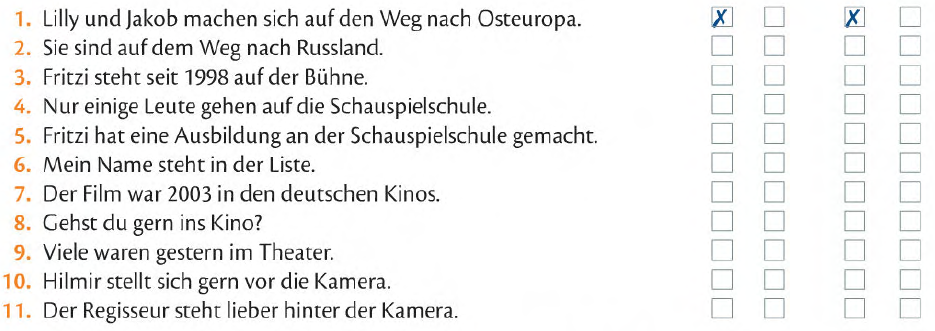 1. Lilly und Jakob machen sich auf den Weg nach Osteuropa. ✗ ☐ ✗ ☐
2. Sie sind auf dem Weg nach Russland. ☐ ☐ ☐ ☐
3. Fritzi steht seit 1998 auf der Bühne. ☐ ☐ ☐ ☐
4. Nur einige Leute gehen auf die Schauspielschule. ☐ ☐ ☐ ☐
5. Fritzi hat eine Ausbildung an der Schauspielschule gemacht. ☐ ☐ ☐ ☐
6. Mein Name steht in der Liste. ☐ ☐ ☐ ☐
7. Der Film war 2003 in den deutschen Kinos. ☐ ☐ ☐ ☐
8. Gehst du gern ins Kino? ☐ ☐ ☐ ☐
9. Viele waren gestern im Theater. ☐ ☐ ☐ ☐
10. Hilmir stellt sich gern vor die Kamera. ☐ ☐ ☐ ☐
11. Der Regisseur steht lieber hinter der Kamera. ☐ ☐ ☐ ☐